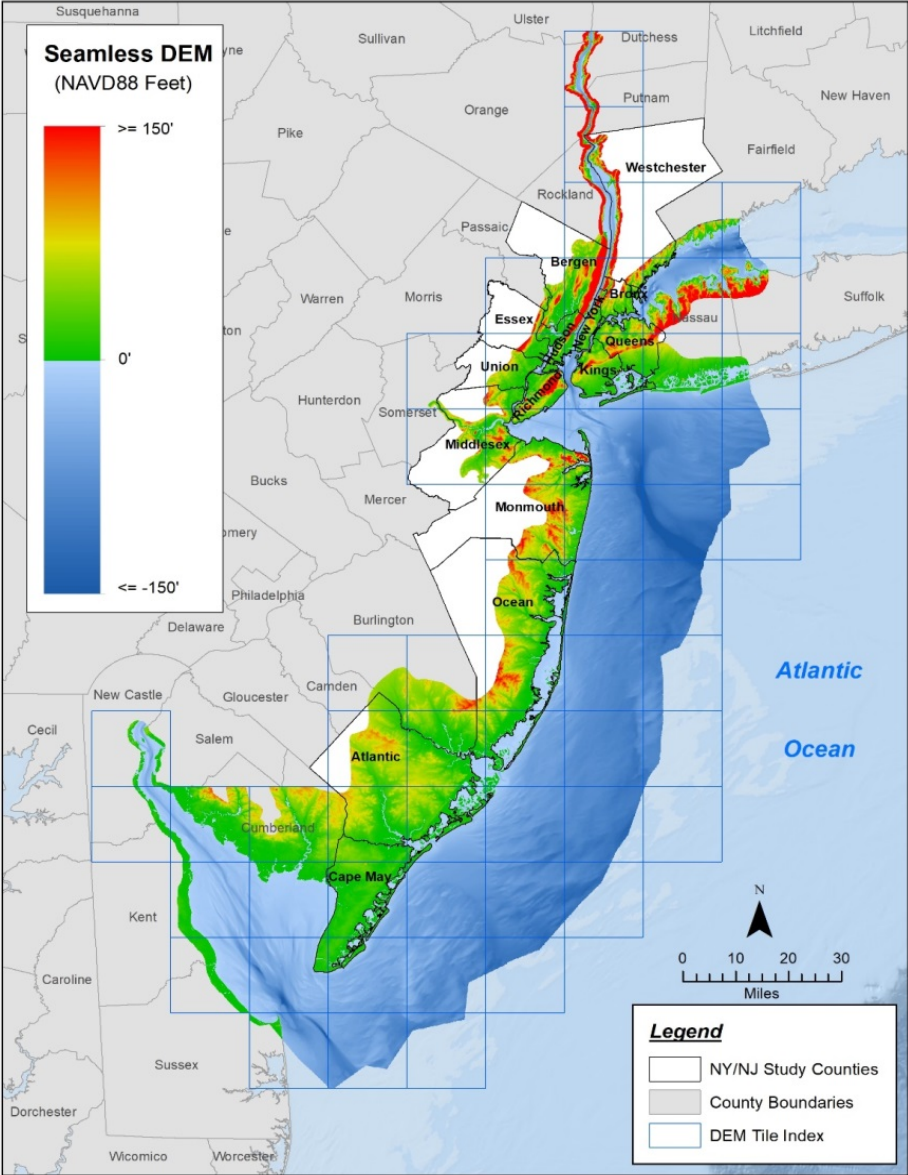 Susquehanna
Ulster
Dutchess
Litchfield
Sullivan
Seamless DEM
(NAVD88 Feet)
>= 150'
0'
<= -150'
Orange
Putnam
New Haven
Pike
Fairfield
Westchester
Rockland
Passaic
Bergen
Warren
Morris
Essex
Bronx
New York
Hudson
Suffolk
Queens
Union
Kings
Richmond
Hunterdon
Somerset
Middlesex
Bucks
Mercer
Monmouth
Philadelphia
Ocean
Delaware
Burlington
Camden
New Castle
Gloucester
Atlantic
Ocean
Cecil
Salem
Atlantic
Cumberland
Cape May
Kent
N
0 10 20 30
Miles
Caroline
Sussex
Dorchester
Wicomico
Worcester
Legend
NY/NJ Study Counties
County Boundaries
DEM Tile Index